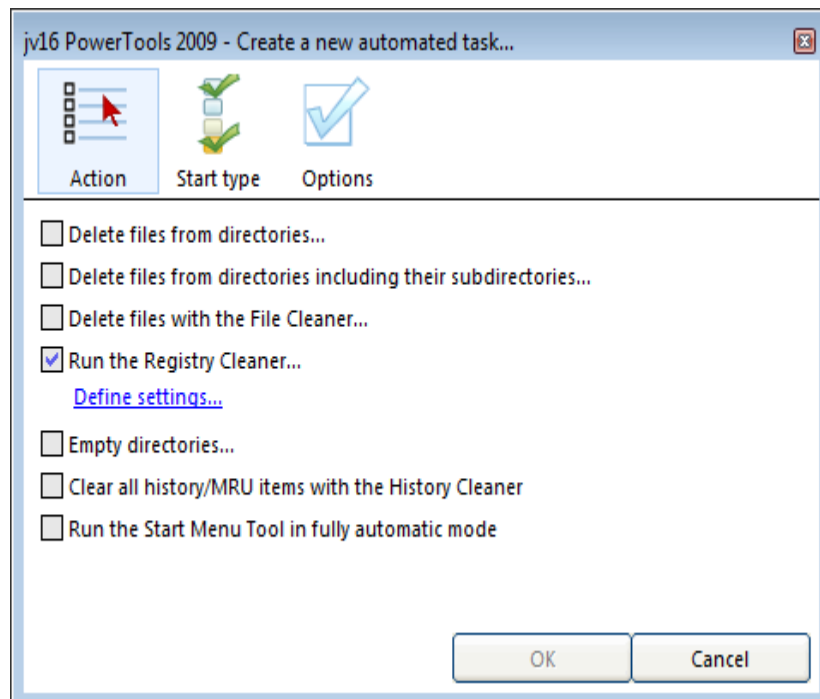 jv16 PowerTools 2009 - Create a new automated task...
Action
Start type
Options
Delete files from directories...
Delete files from directories including their subdirectories...
Delete files with the File Cleaner...
Run the Registry Cleaner...
Define settings...
Empty directories...
Clear all history/MRU items with the History Cleaner
Run the Start Menu Tool in fully automatic mode
OK
Cancel